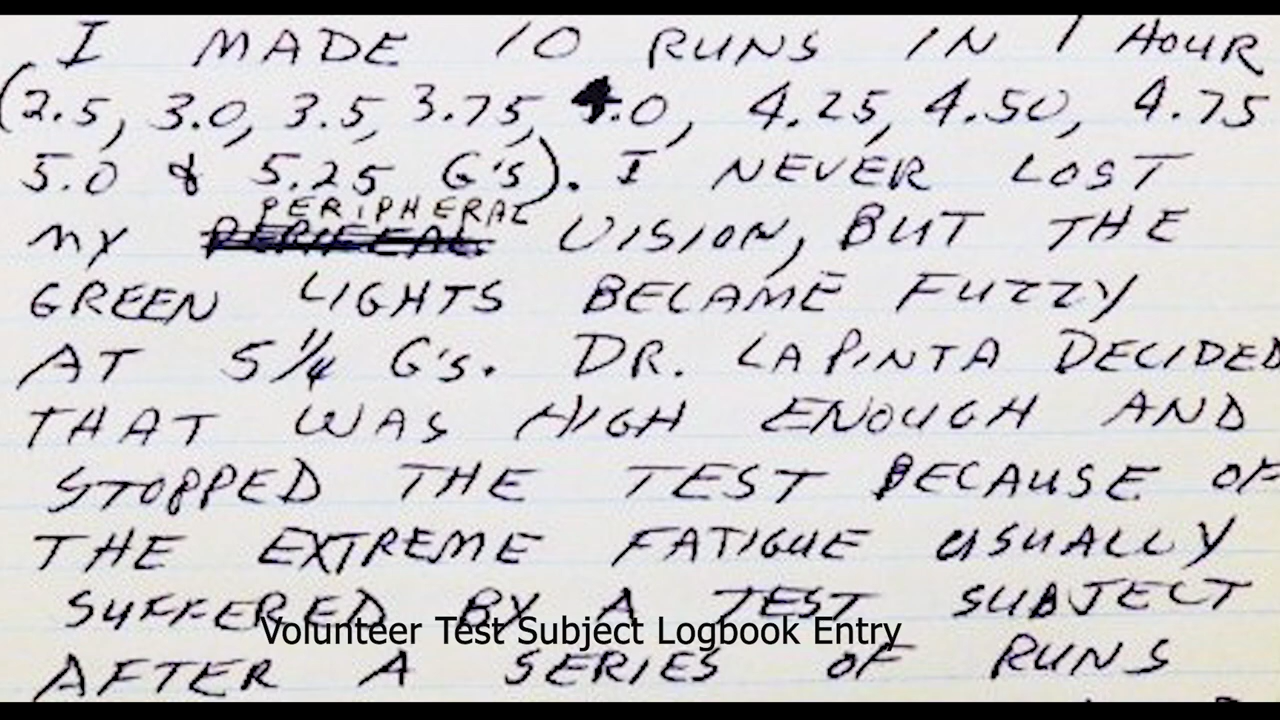 I MADE 10 RUNS IN 1 HOUR
(2.5, 3.0, 3.5, 3.75, 4.0, 4.25, 4.50, 4.75
5.0 & 5.25 G'S). I NEVER LOST
PERIPHERAL
MY PERIFEAL VISION, BUT THE
GREEN LIGHTS BECAME FUZZY
AT 5 1/4 G's. DR. LAPINTA DECIDED
THAT WAS HIGH ENOUGH AND
STOPPED THE TEST BECAUSE OF
THE EXTREME FATIGUE USUALLY
SUFFERED BY A TEST SUBJECT
Volunteer Test Subject Logbook Entry
AFTER A SERIES OF RUNS